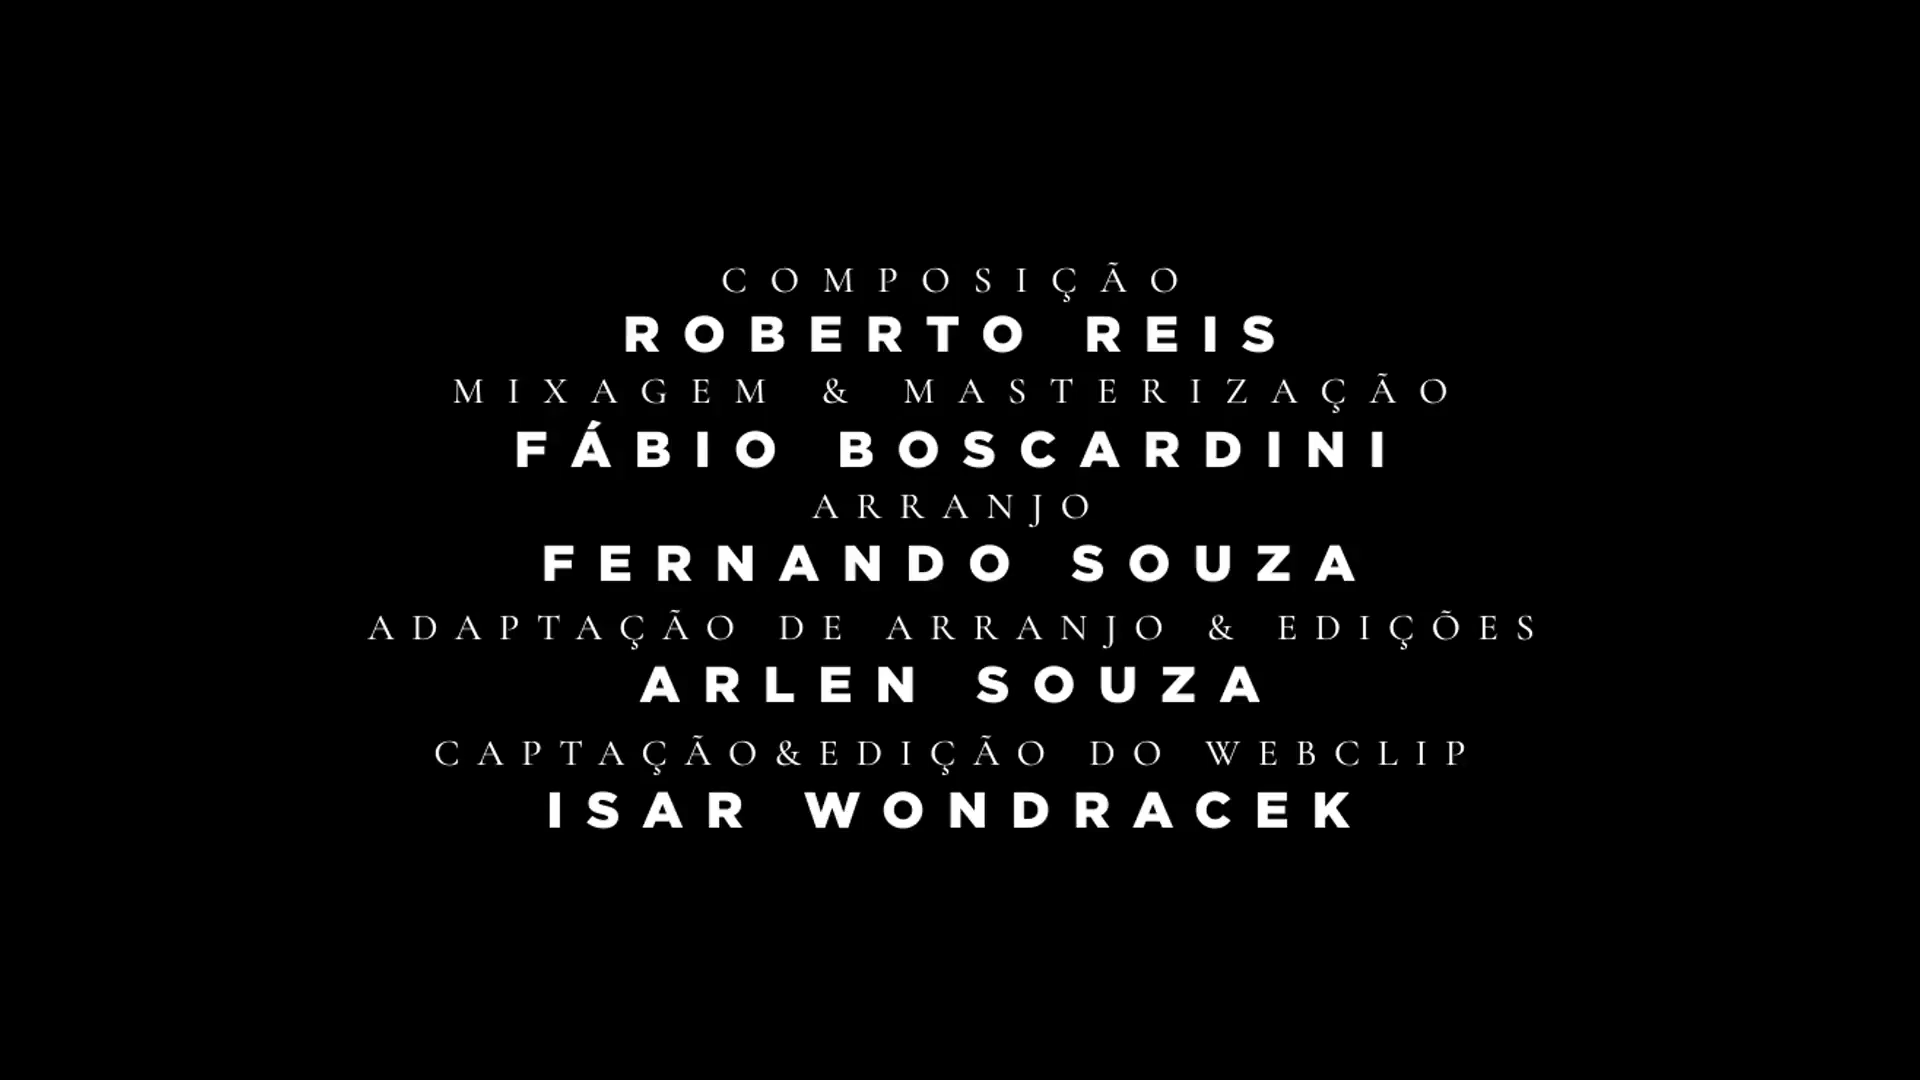 COMPOSIÇÃO
ROBERTO REIS
MIXAGEM & MASTERIZAÇÃO
FÁBIO BOSCARDINI
ARRANJO
FERNANDO SOUZA
ADAPTAÇÃO DE ARRANJO & EDIÇÕES
ARLEN SOUZA
CAPTAÇÃO&EDIÇÃO DO WEBCLIP
ISAR WONDRACEK